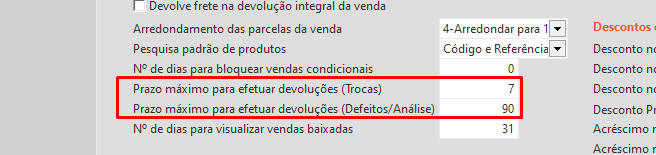 Devolve frete na devolução integral da venda
Arredondamento das parcelas da venda 4-Arredondar para 1
Descontos
Pesquisa padrão de produtos Código e Referência
Desconto no
Nº de dias para bloquear vendas condicionais 0
Desconto no
Prazo máximo para efetuar devoluções (Trocas) 7
Desconto no
Prazo máximo para efetuar devoluções (Defeitos/Análise) 90
Desconto Pr
Nº de dias para visualizar vendas baixadas 31
Acréscimo n
Acréscimo n